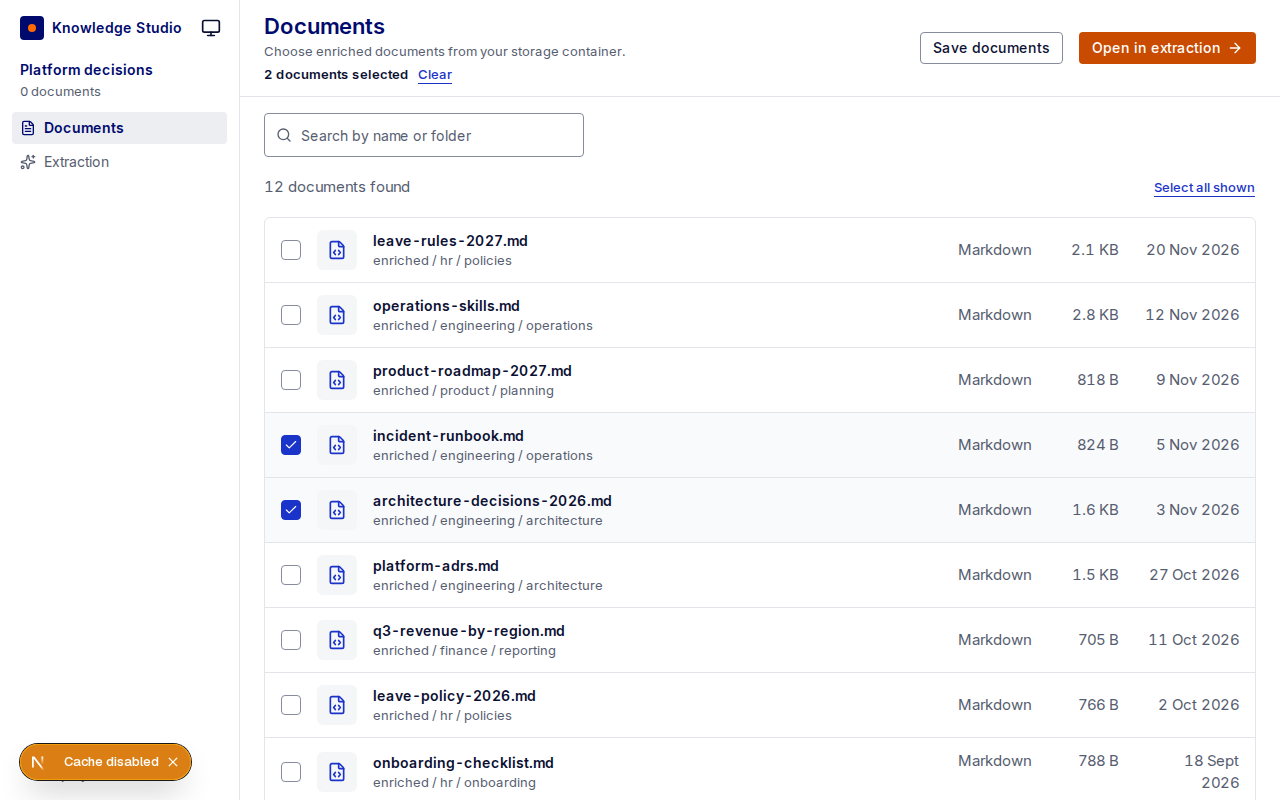 Knowledge Studio
Platform decisions
0 documents
Documents
Extraction
Cache disabled
Documents
Choose enriched documents from your storage container.
2 documents selected Clear
Save documents
Open in extraction
Search by name or folder
12 documents found
Select all shown
leave-rules-2027.md
enriched / hr / policies
Markdown 2.1 KB 20 Nov 2026
operations-skills.md
enriched / engineering / operations
Markdown 2.8 KB 12 Nov 2026
product-roadmap-2027.md
enriched / product / planning
Markdown 818 B 9 Nov 2026
incident-runbook.md
enriched / engineering / operations
Markdown 824 B 5 Nov 2026
architecture-decisions-2026.md
enriched / engineering / architecture
Markdown 1.6 KB 3 Nov 2026
platform-adrs.md
enriched / engineering / architecture
Markdown 1.5 KB 27 Oct 2026
q3-revenue-by-region.md
enriched / finance / reporting
Markdown 705 B 11 Oct 2026
leave-policy-2026.md
enriched / hr / policies
Markdown 766 B 2 Oct 2026
onboarding-checklist.md
enriched / hr / onboarding
Markdown 788 B 18 Sept
2026